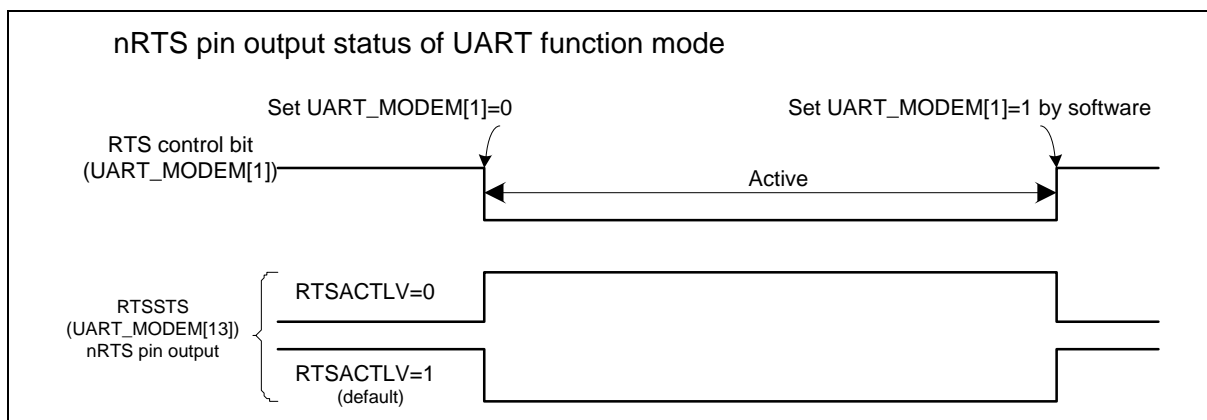 nRTS pin output status of UART function mode
Set UART_MODEM[1]=0
Set UART_MODEM[1]=1 by software
RTS control bit
(UART_MODEM[1])
Active
RTSACTLV=0
RTSSTS
(UART_MODEM[13])
nRTS pin output
RTSACTLV=1
(default)